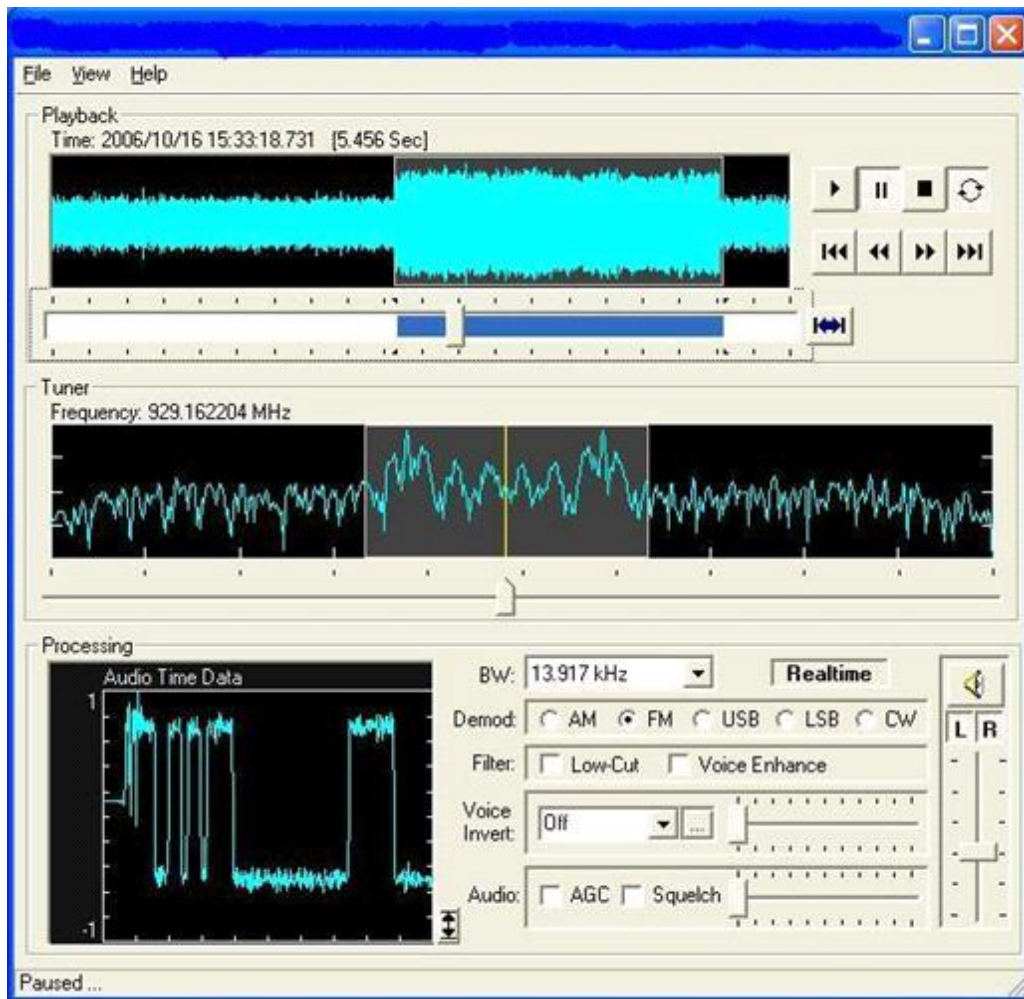 File View Help
Playback
Time: 2006/10/16 15:33:18.731 [5.456 Sec]
Tuner
Frequency: 929.162204 MHz
Processing
Audio Time Data
1
-1
BW: 13.917 kHz Realtime
Demod: AM FM USB LSB CW
L R
Filter: Low-Cut Voice Enhance
Voice Invert: Off ...
Audio: AGC Squelch
Paused ...